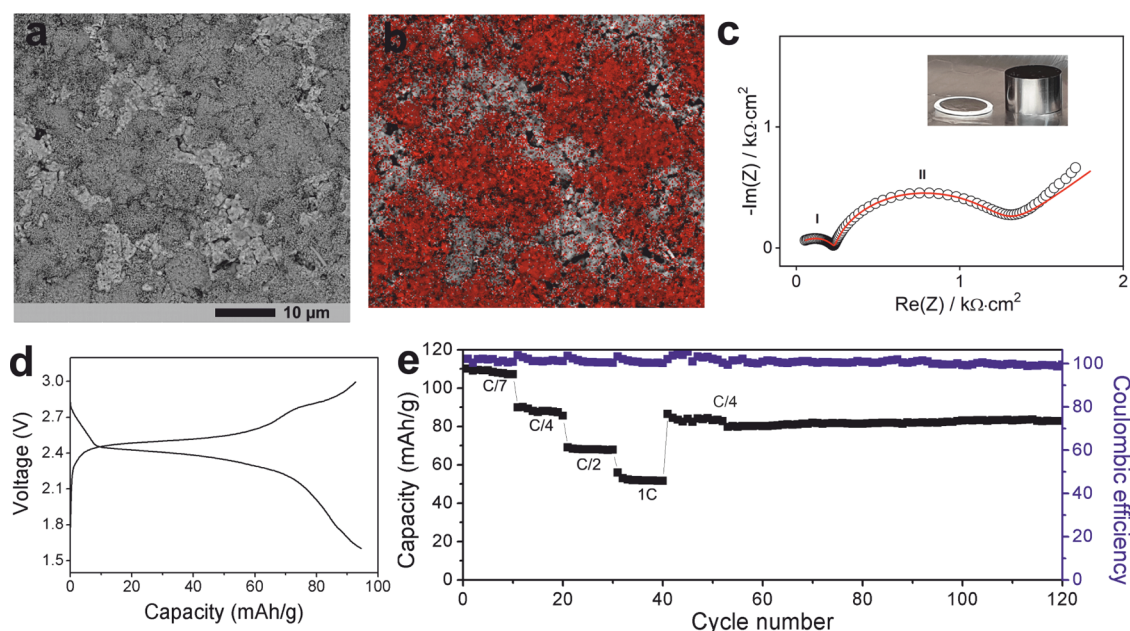 a
10 µm
b
c
-Im(Z) / kΩ·cm2
1
0
I
II
0
1
2
Re(Z) / kΩ·cm2
d
Voltage (V)
3.0
2.7
2.4
2.1
1.8
1.5
0
20
40
60
80
100
Capacity (mAh/g)
e
Capacity (mAh/g)
120
100
80
60
40
20
0
C/7
C/4
C/2
1C
C/4
0
20
40
60
80
100
120
Cycle number
100
80
60
40
20
0
Coulombic efficiency